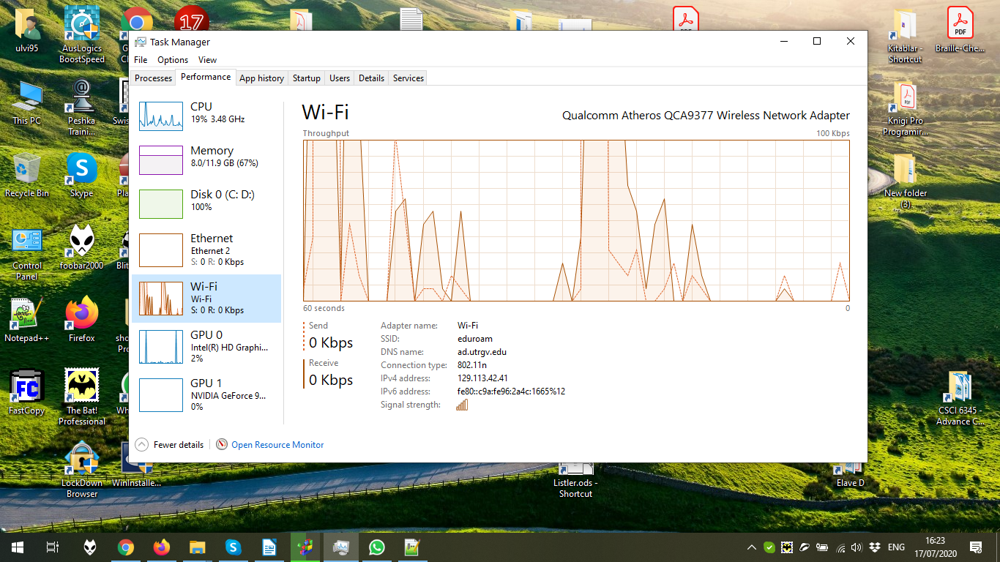 ulvi95
AusLogics
BoostSpeed
17
PDF
Kitablar -
Shortcut
PDF
Braille-Che...
Task Manager
File Options View
Processes Performance App history Startup Users Details Services
This PC
Peshka
Traini...
PDF
Knigi Pro
Programir...
CPU
19% 3.48 GHz
Memory
8.0/11.9 GB (67%)
Disk 0 (C: D:)
100%
Ethernet
Ethernet 2
S: 0 R: 0 Kbps
Wi-Fi
Wi-Fi
S: 0 R: 0 Kbps
GPU 0
Intel(R) HD Graphi...
2%
GPU 1
NVIDIA GeForce 9...
0%
Wi-Fi
Qualcomm Atheros QCA9377 Wireless Network Adapter
Throughput
100 Kbps
60 seconds
0
Send
0 Kbps
Receive
0 Kbps
Adapter name: Wi-Fi
SSID: eduroam
DNS name: ad.utrgv.edu
Connection type: 802.11n
IPv4 address: 129.113.42.41
IPv6 address: fe80::c9a:fe96:2a4c:1665%12
Signal strength:
Fewer details
Open Resource Monitor
Recycle Bin
Skype
New folder
(3)
Control
Panel
foobar2000
Notepad++
Firefox
FC
FastCopy
The Bat!
Professional
CSCI 6345 -
Advance C...
LockDown
Browser
WinInstalle...
Listler.ods -
Shortcut
Elave D
ENG
16:23
17/07/2020